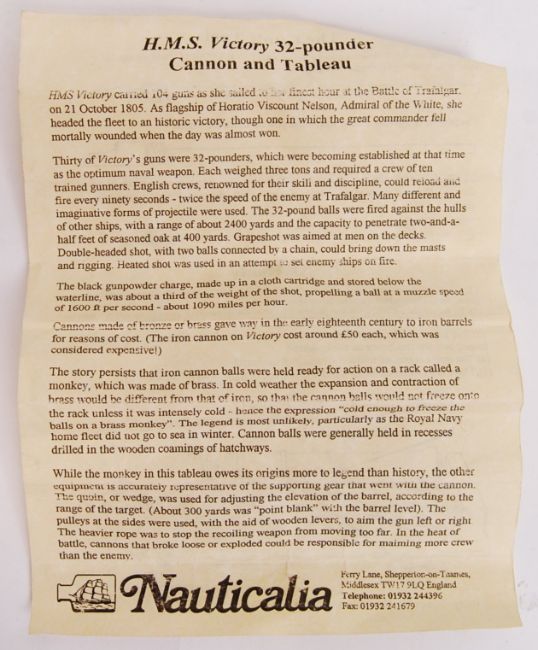 H.M.S. Victory 32-pounder
Cannon and Tableau
HMS Victory carried 104 guns as she sailed to her finest hour at the Battle of Trafalgar.
on 21 October 1805. As flagship of Horatio Viscount Nelson, Admiral of the White, she
headed the fleet to an historic victory, though one in which the great commander fell
mortally wounded when the day was almost won.
Thirty of Victory's guns were 32-pounders, which were becoming established at that time
as the optimum naval weapon. Each weighed three tons and required a crew of ten
trained gunners. English crews, renowned for their skill and discipline, could reload and
fire every ninety seconds - twice the speed of the enemy at Trafalgar. Many different and
imaginative forms of projectile were used. The 32-pound balls were fired against the hulls
of other ships, with a range of about 2400 yards and the capacity to penetrate two-and-a-
half feet of seasoned oak at 400 yards. Grapeshot was aimed at men on the decks.
Double-headed shot, with two balls connected by a chain, could bring down the masts
and rigging. Heated shot was used in an attempt to set enemy ships on fire.
The black gunpowder charge, made up in a cloth cartridge and stored below the
waterline, was about a third of the weight of the shot, propelling a ball at a muzzle speed
of 1600 ft per second - about 1090 miles per hour.
Cannons made of bronze or brass gave way in the early eighteenth century to iron barrels
for reasons of cost. (The iron cannon on Victory cost around £50 each, which was
considered expensive!)
The story persists that iron cannon balls were held ready for action on a rack called a
monkey, which was made of brass. In cold weather the expansion and contraction of
brass would be different from that of iron, so that the cannon balls would not freeze onto
the rack unless it was intensely cold - hence the expression "cold enough to freeze the
balls on a brass monkey". The legend is most unlikely, particularly as the Royal Navy
home fleet did not go to sea in winter. Cannon balls were generally held in recesses
drilled in the wooden coamings of hatchways.
While the monkey in this tableau owes its origins more to legend than history, the other
equipment is accurately representative of the supporting gear that went with the cannon.
The quoin, or wedge, was used for adjusting the elevation of the barrel, according to the
range of the target. (About 300 yards was "point blank" with the barrel level). The
pulleys at the sides were used, with the aid of wooden levers, to aim the gun left or right.
The heavier rope was to stop the recoiling weapon from moving too far. In the heat of
battle, cannons that broke loose or exploded could be responsible for maiming more crew
than the enemy.
Nauticalia
Ferry Lane, Shepperton-on-Thames,
Middlesex TW17 9LQ England
Telephone: 01932 244396
Fax: 01932 241679